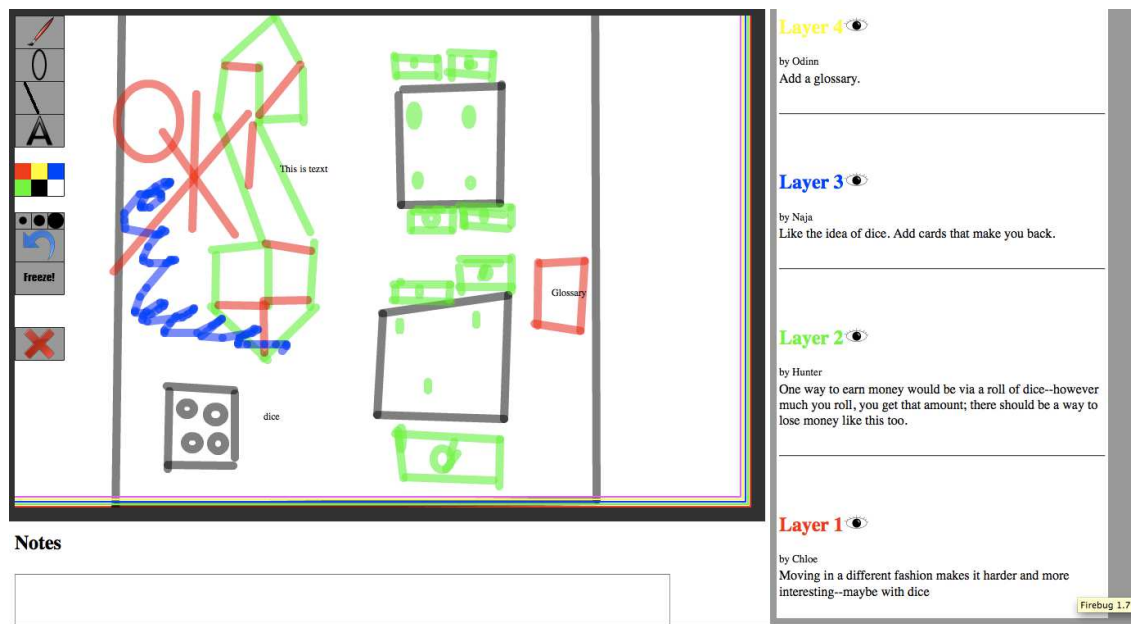 A
Freeze!
OK
This is tezxt
Glossary
dice
Notes
Layer 4
by Odinn
Add a glossary.
Layer 3
by Naja
Like the idea of dice. Add cards that make you back.
Layer 2
by Hunter
One way to earn money would be via a roll of dice--however
much you roll, you get that amount; there should be a way to
lose money like this too.
Layer 1
by Chloe
Moving in a different fashion makes it harder and more
interesting--maybe with dice
Firebug 1.7